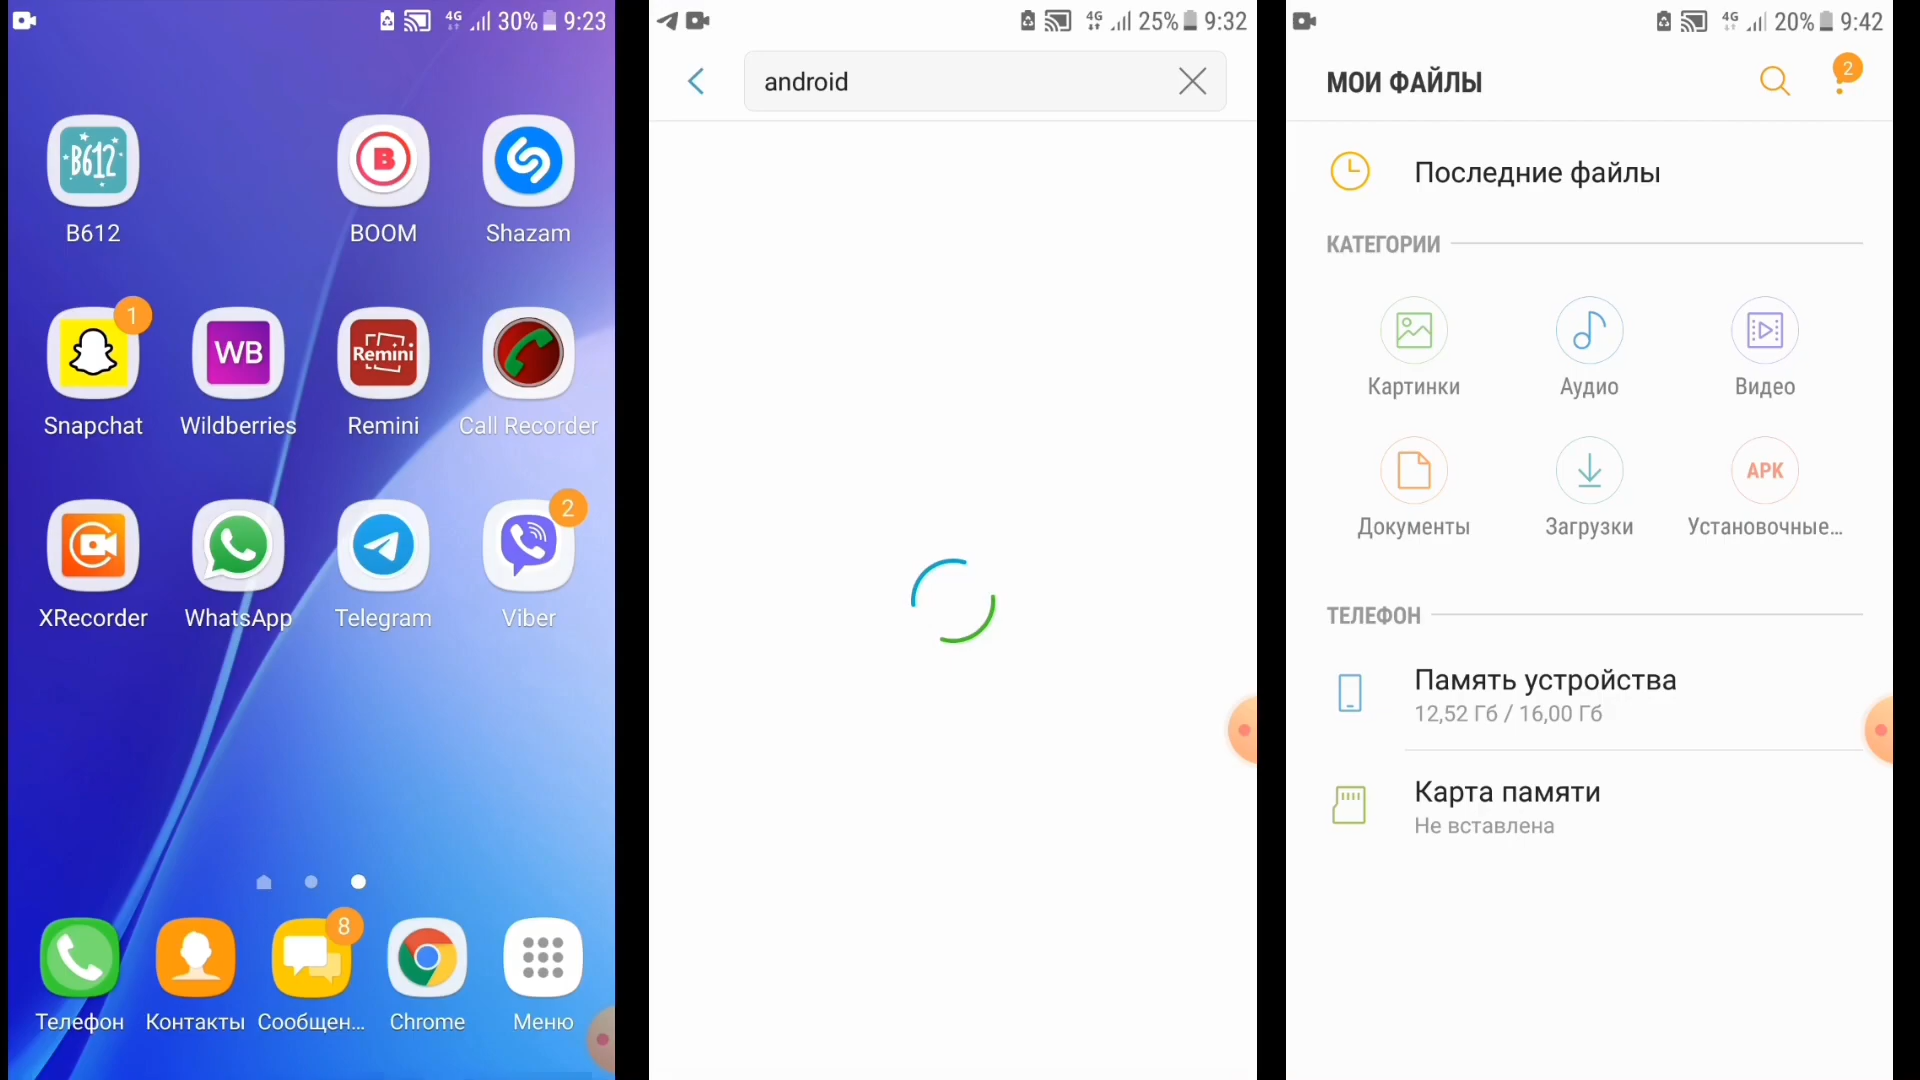 4G 30% 9:23
B612
B612
B
BOOM
Shazam
1
Snapchat
WB
Wildberries
Remini
Remini
Call Recorder
XRecorder
WhatsApp
Telegram
2
Viber
Телефон
Контакты
8
Сообщен...
Chrome
Меню
4G 25% 9:32
android
4G 20% 9:42
МОИ ФАЙЛЫ
2
Последние файлы
КАТЕГОРИИ
Картинки
Аудио
Видео
Документы
Загрузки
APK
Установочные...
ТЕЛЕФОН
Память устройства
12,52 Гб / 16,00 Гб
Карта памяти
Не вставлена